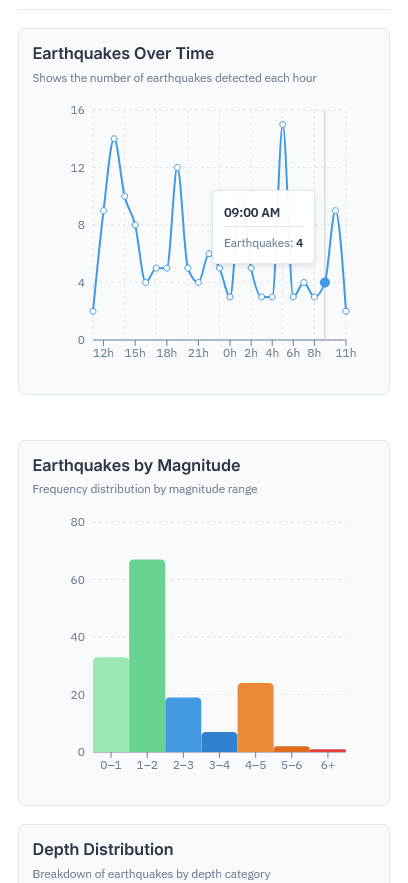 Earthquakes Over Time
Shows the number of earthquakes detected each hour
16
12
8
4
0
09:00 AM
Earthquakes: 4
12h 15h 18h 21h 0h 2h 4h 6h 8h 11h
Earthquakes by Magnitude
Frequency distribution by magnitude range
80
60
40
20
0
0–1 1–2 2–3 3–4 4–5 5–6 6+
Depth Distribution
Breakdown of earthquakes by depth category